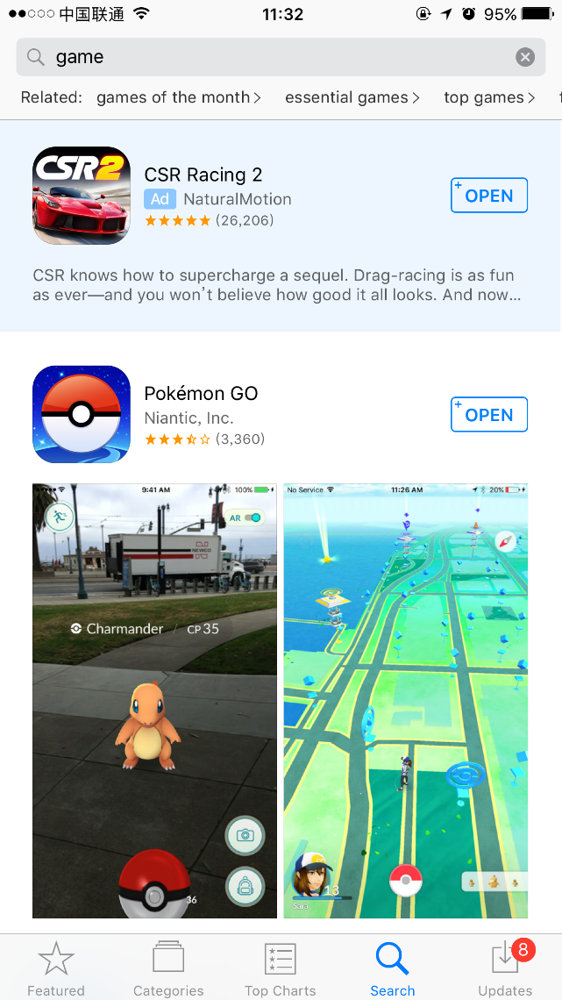 中国联通 11:32 95%
game
Related: games of the month > essential games > top games >
CSR2
CSR Racing 2
Ad NaturalMotion
(26,206)
+ OPEN
CSR knows how to supercharge a sequel. Drag-racing is as fun
as ever—and you won't believe how good it all looks. And now...
Pokémon GO
Niantic, Inc.
(3,360)
+ OPEN
9:41 AM 100%
AR
NEWCO
Charmander / CP35
36
No Service 11:26 AM 20%
13
Sara
Featured
Categories
Top Charts
Search
8
Updates